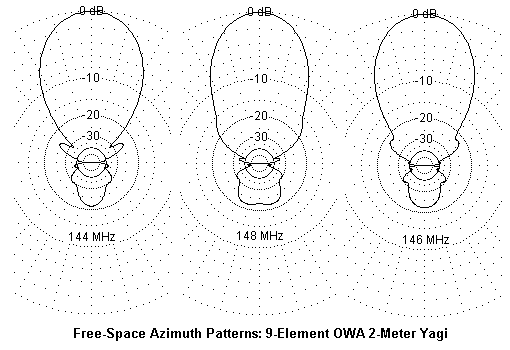 0 dB 0 dB 0 dB
-10 -10 -10
-20 -20 -20
-30 -30 -30
144 MHz 148 MHz 146 MHz
Free-Space Azimuth Patterns: 9-Element OWA 2-Meter Yagi